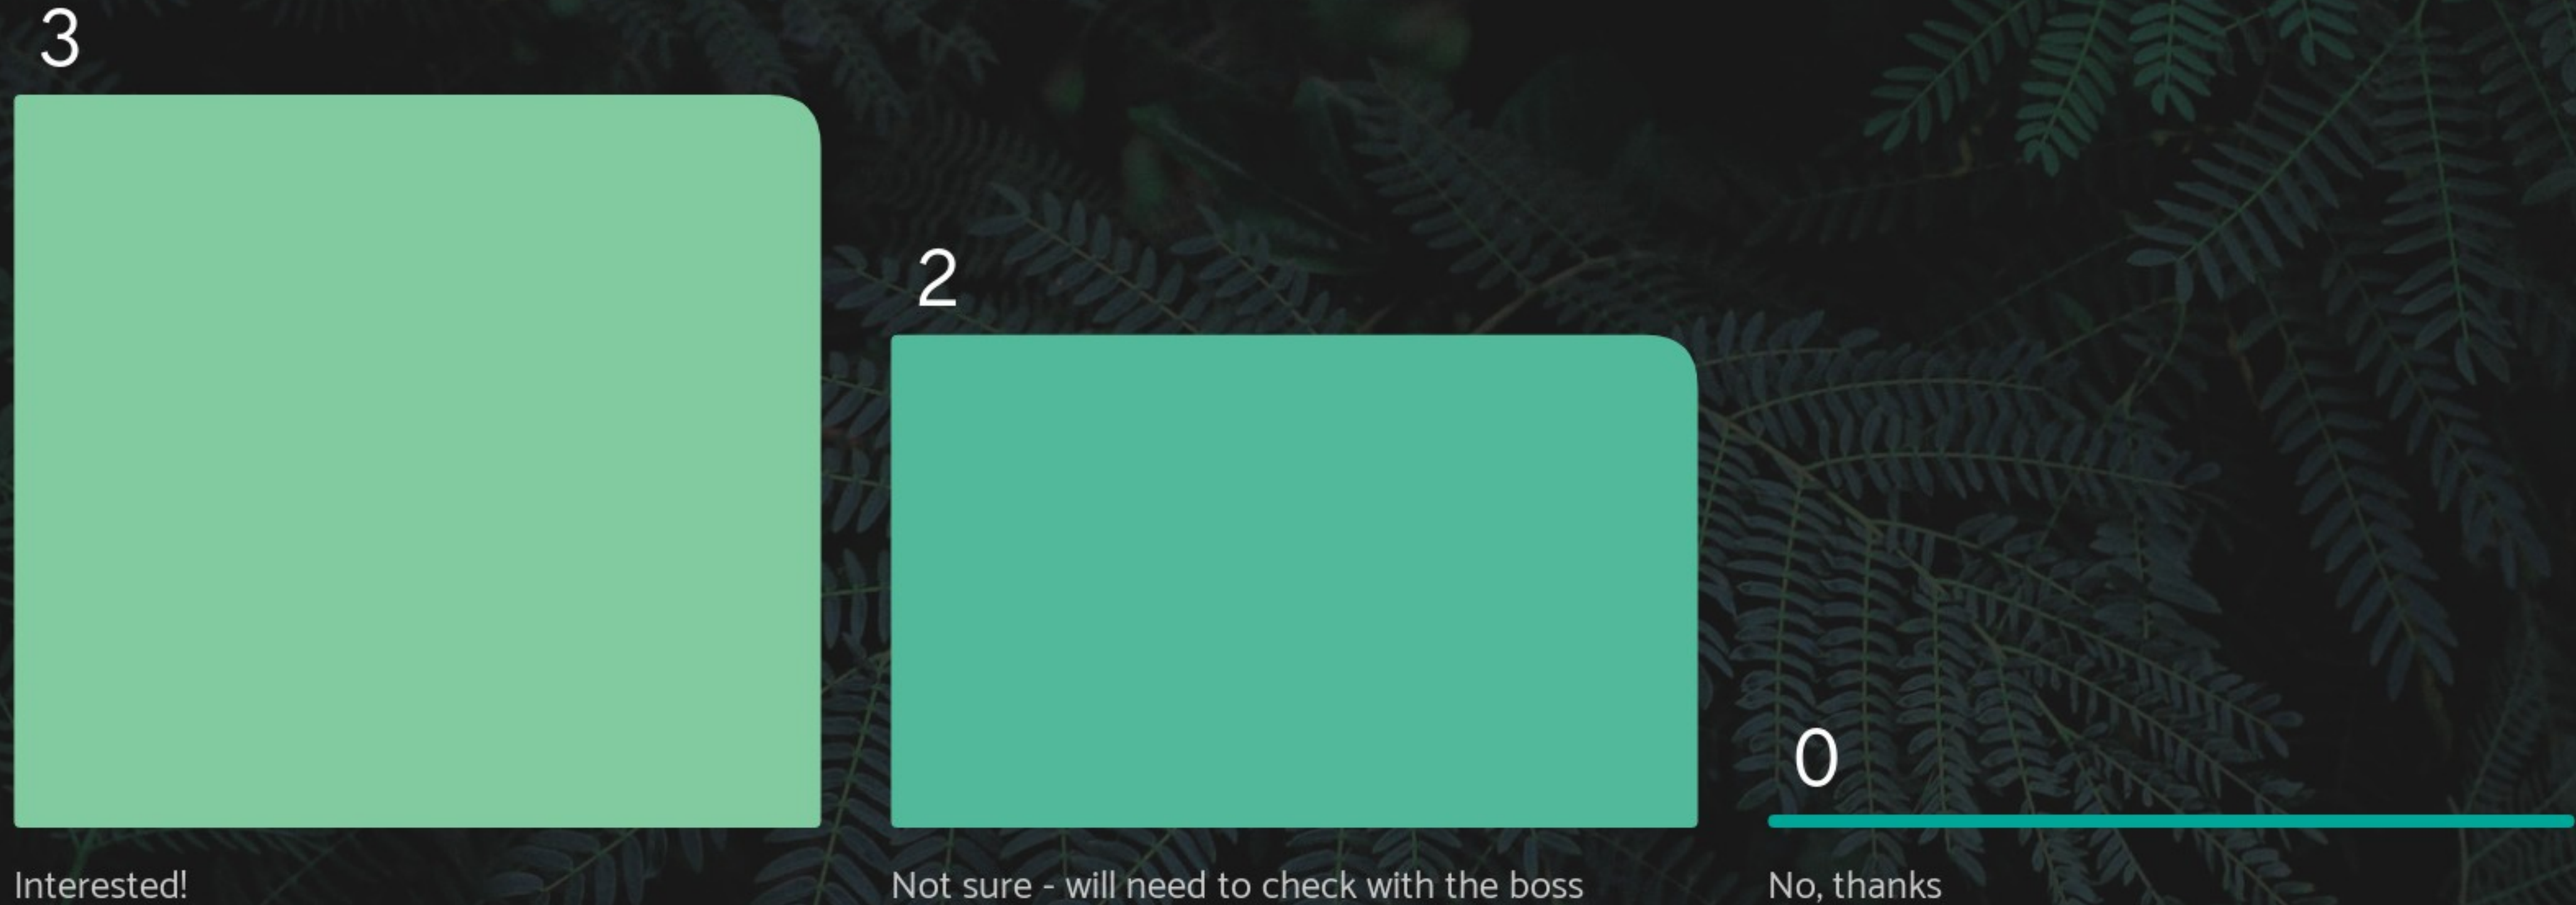 3
2
0
Interested!
Not sure - will need to check with the boss
No, thanks